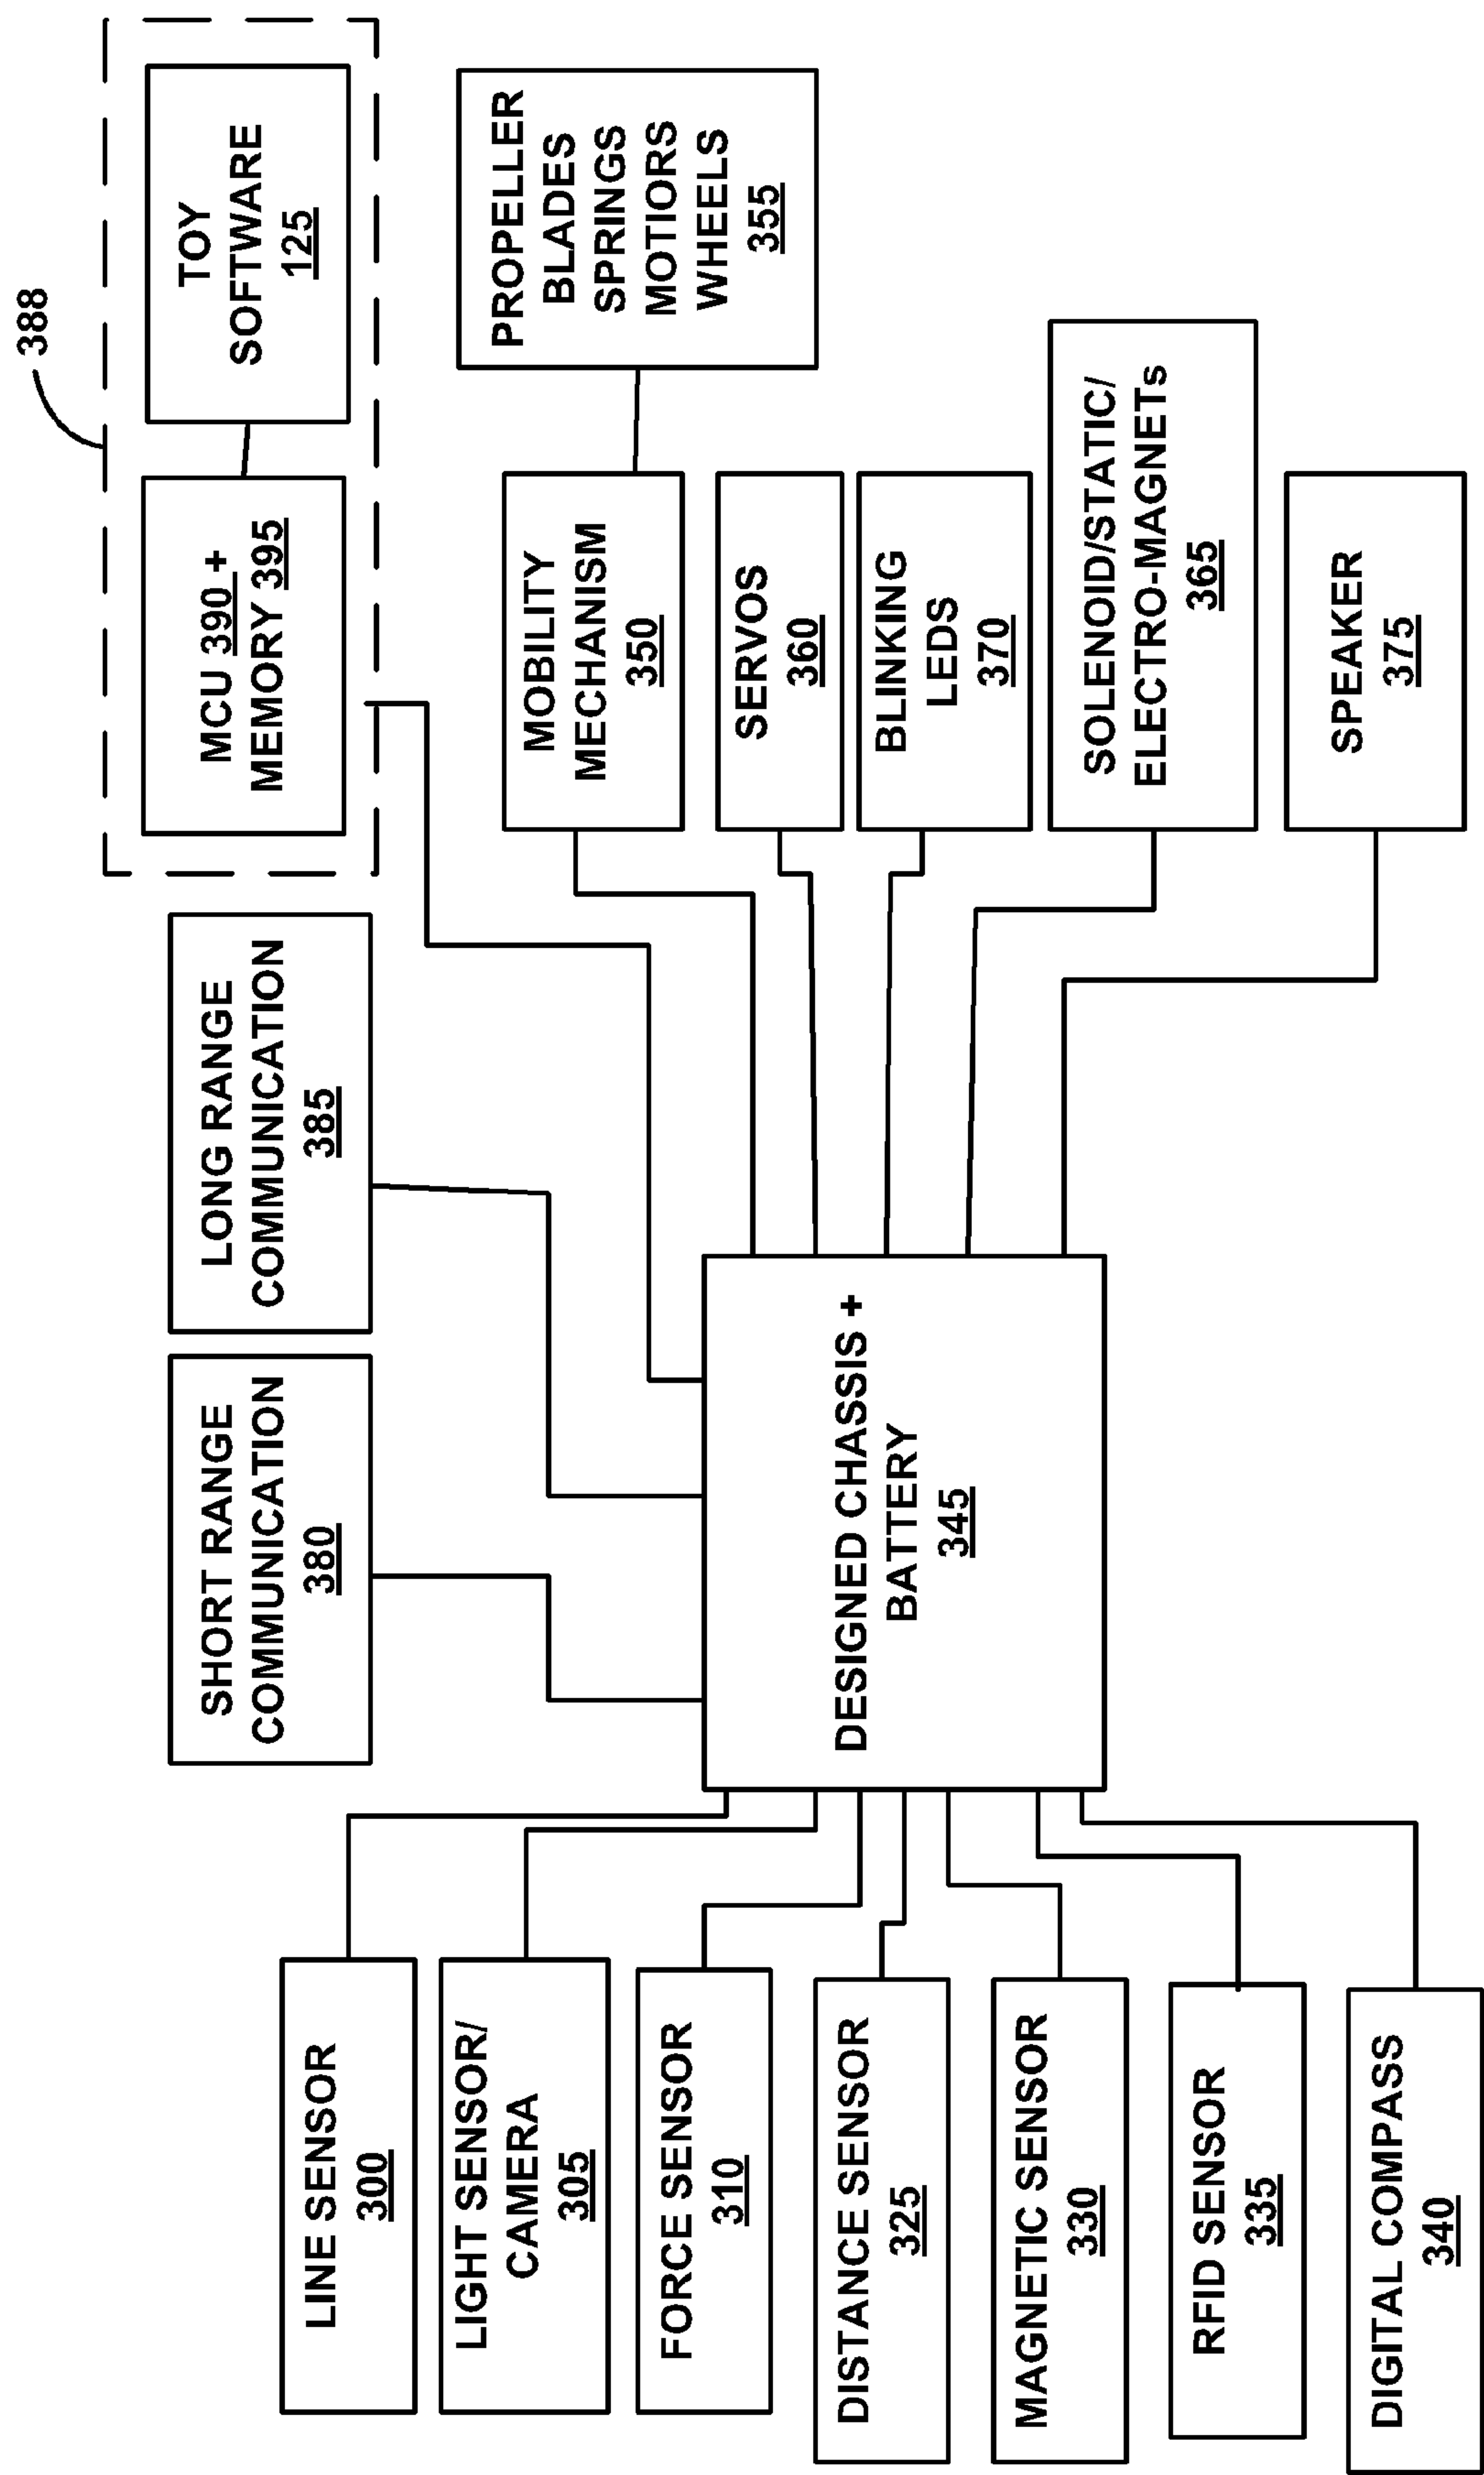 388
MCU 390 +
MEMORY 395
TOY
SOFTWARE
125
SHORT RANGE
COMMUNICATION
380
LONG RANGE
COMMUNICATION
385
LINE SENSOR
300
LIGHT SENSOR/
CAMERA
305
FORCE SENSOR
310
DISTANCE SENSOR
325
MAGNETIC SENSOR
330
RFID SENSOR
335
DIGITAL COMPASS
340
DESIGNED CHASSIS +
BATTERY
345
MOBILITY
MECHANISM
350
PROPELLER
BLADES
SPRINGS
MOTIORS
WHEELS
355
SERVOS
360
BLINKING
LEDS
370
SOLENOID/STATIC/
ELECTRO-MAGNETs
365
SPEAKER
375